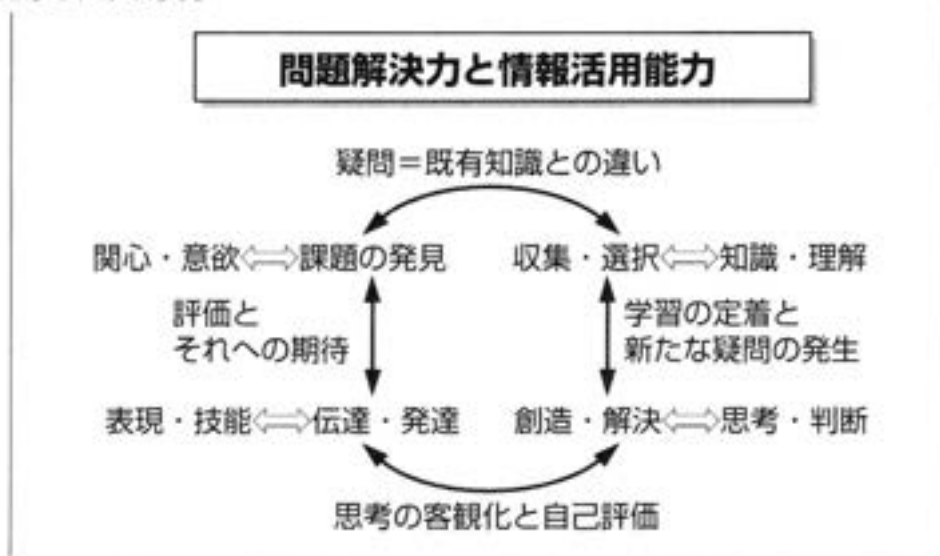 問題解決力と情報活用能力
疑問=既有知識との違い
関心・意欲⇔課題の発見 収集・選択⇔知識・理解
評価と
それへの期待
学習の定着と
新たな疑問の発生
表現・技能⇔伝達・発達 創造・解決⇔思考・判断
思考の客観化と自己評価